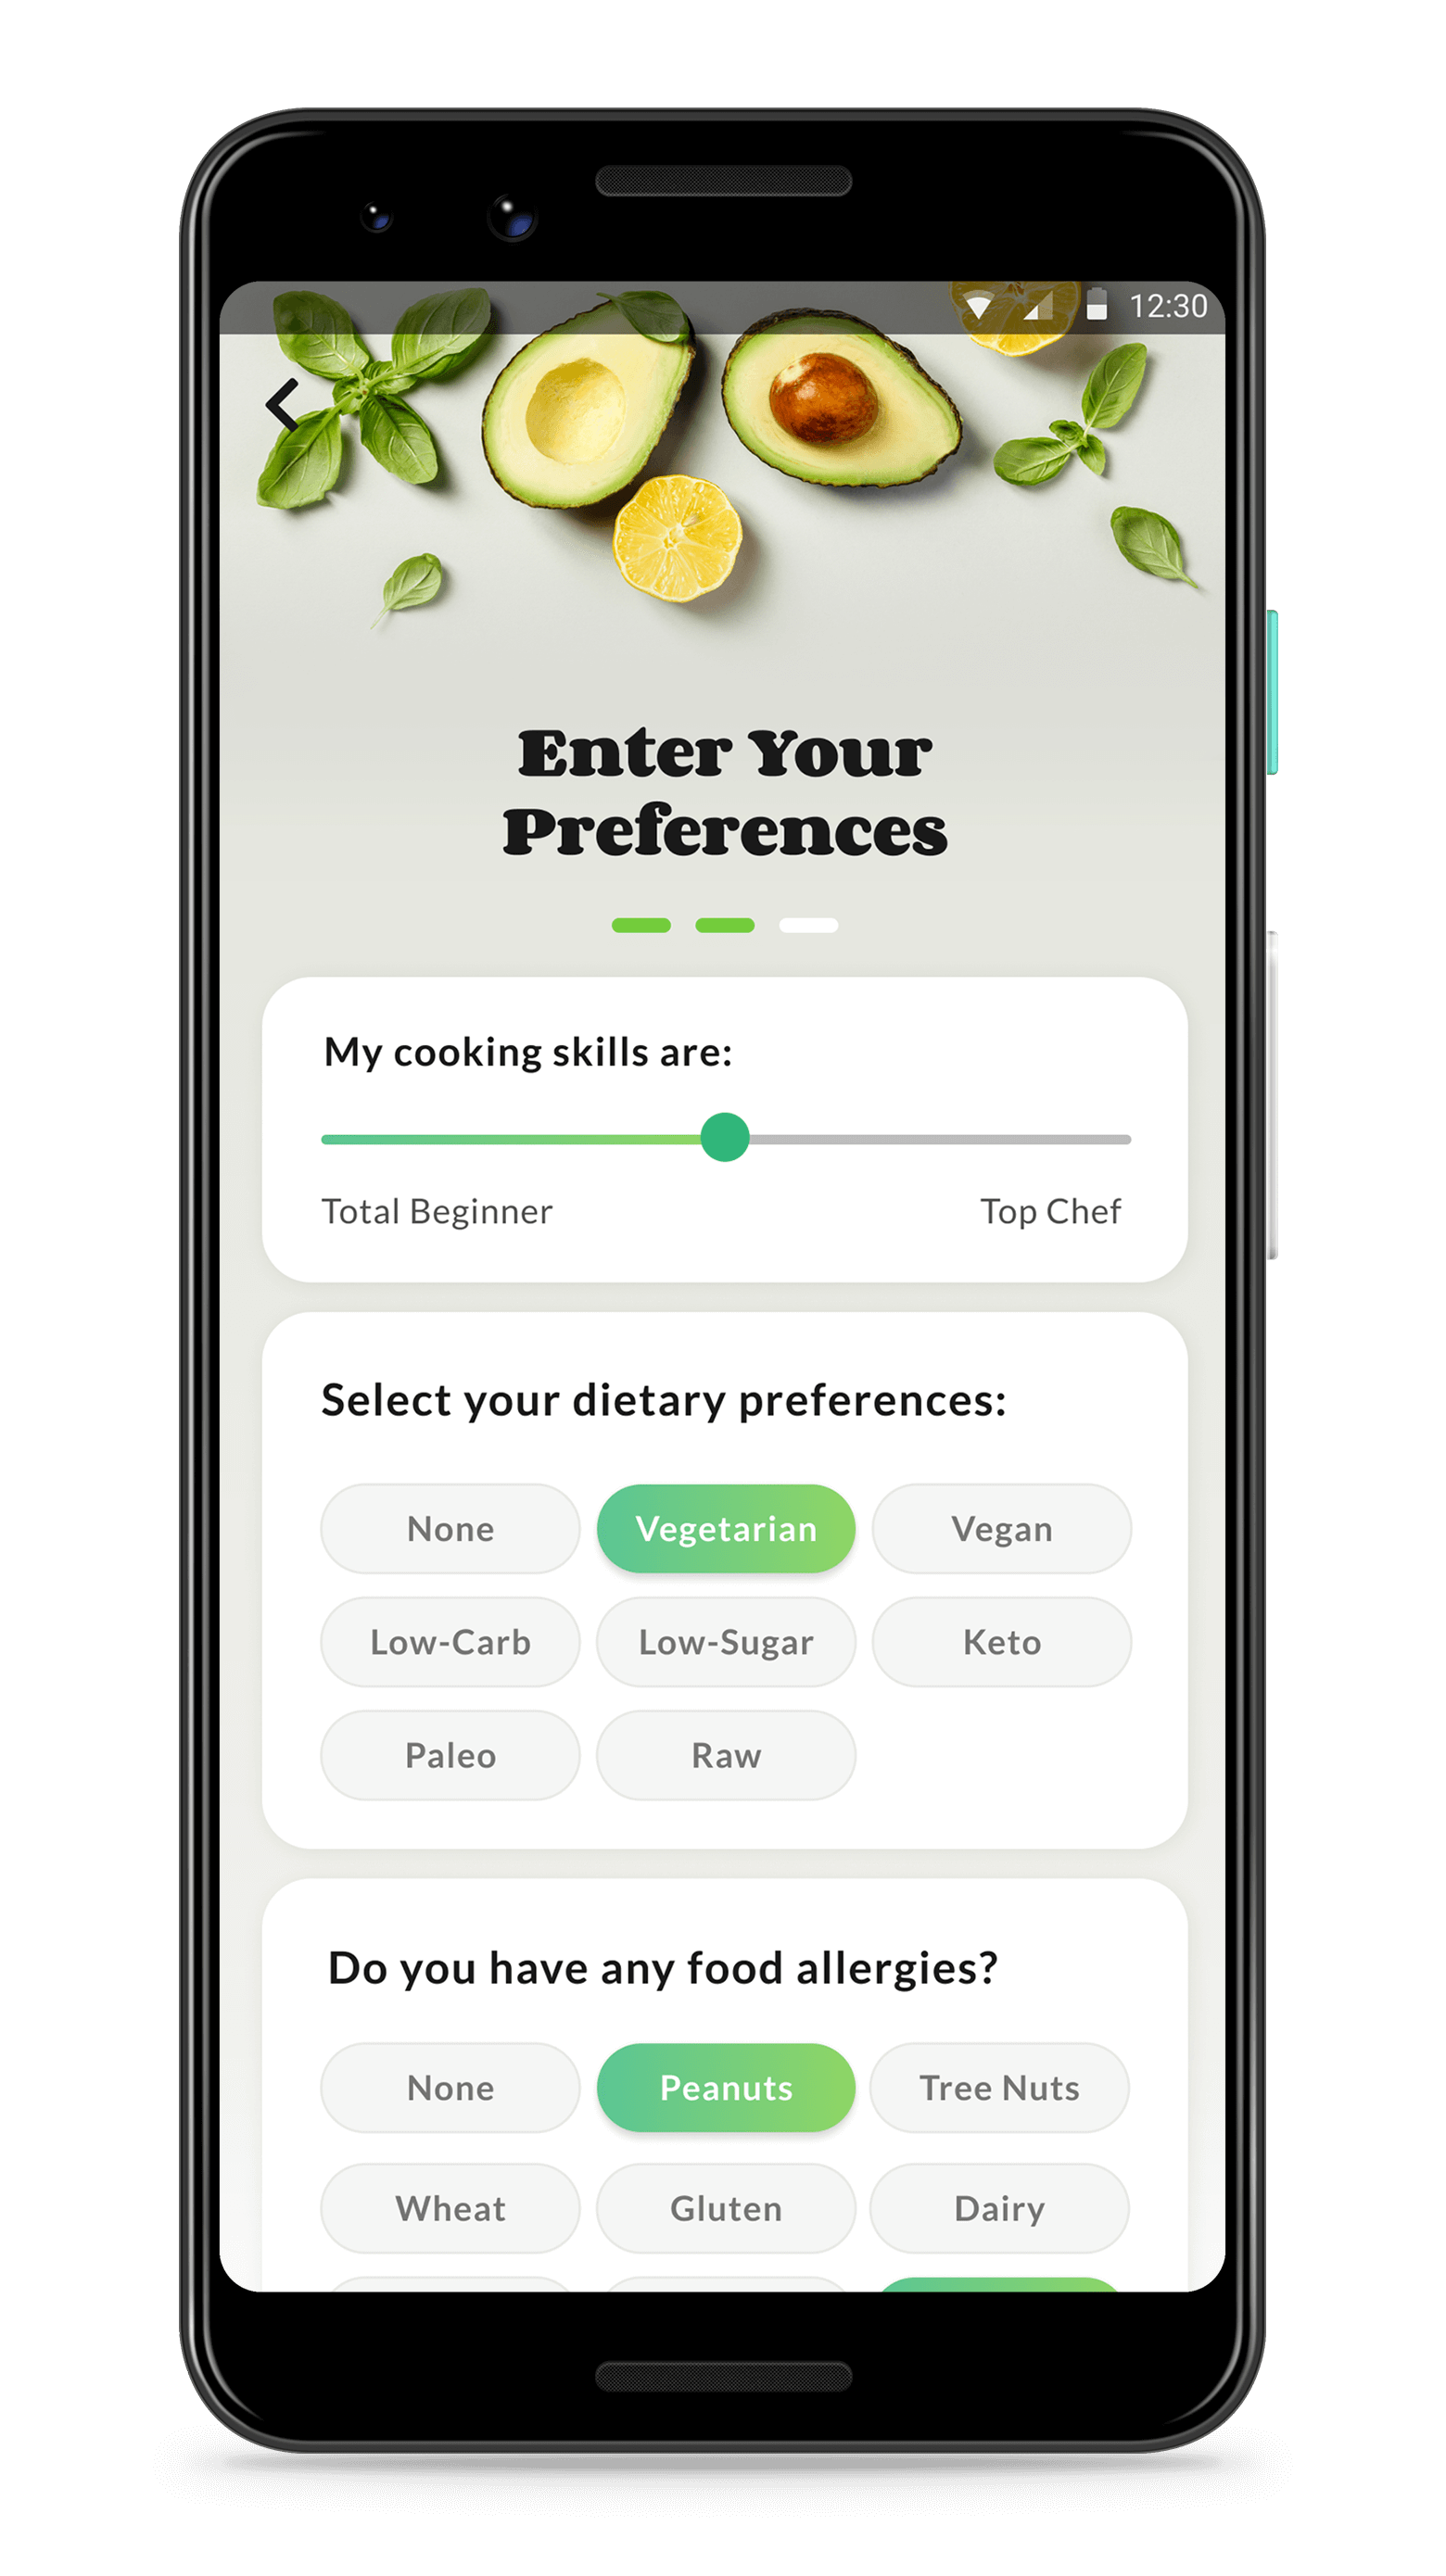 12:30
Enter Your
Preferences
My cooking skills are:
Total Beginner Top Chef
Select your dietary preferences:
None Vegetarian Vegan
Low-Carb Low-Sugar Keto
Paleo Raw
Do you have any food allergies?
None Peanuts Tree Nuts
Wheat Gluten Dairy